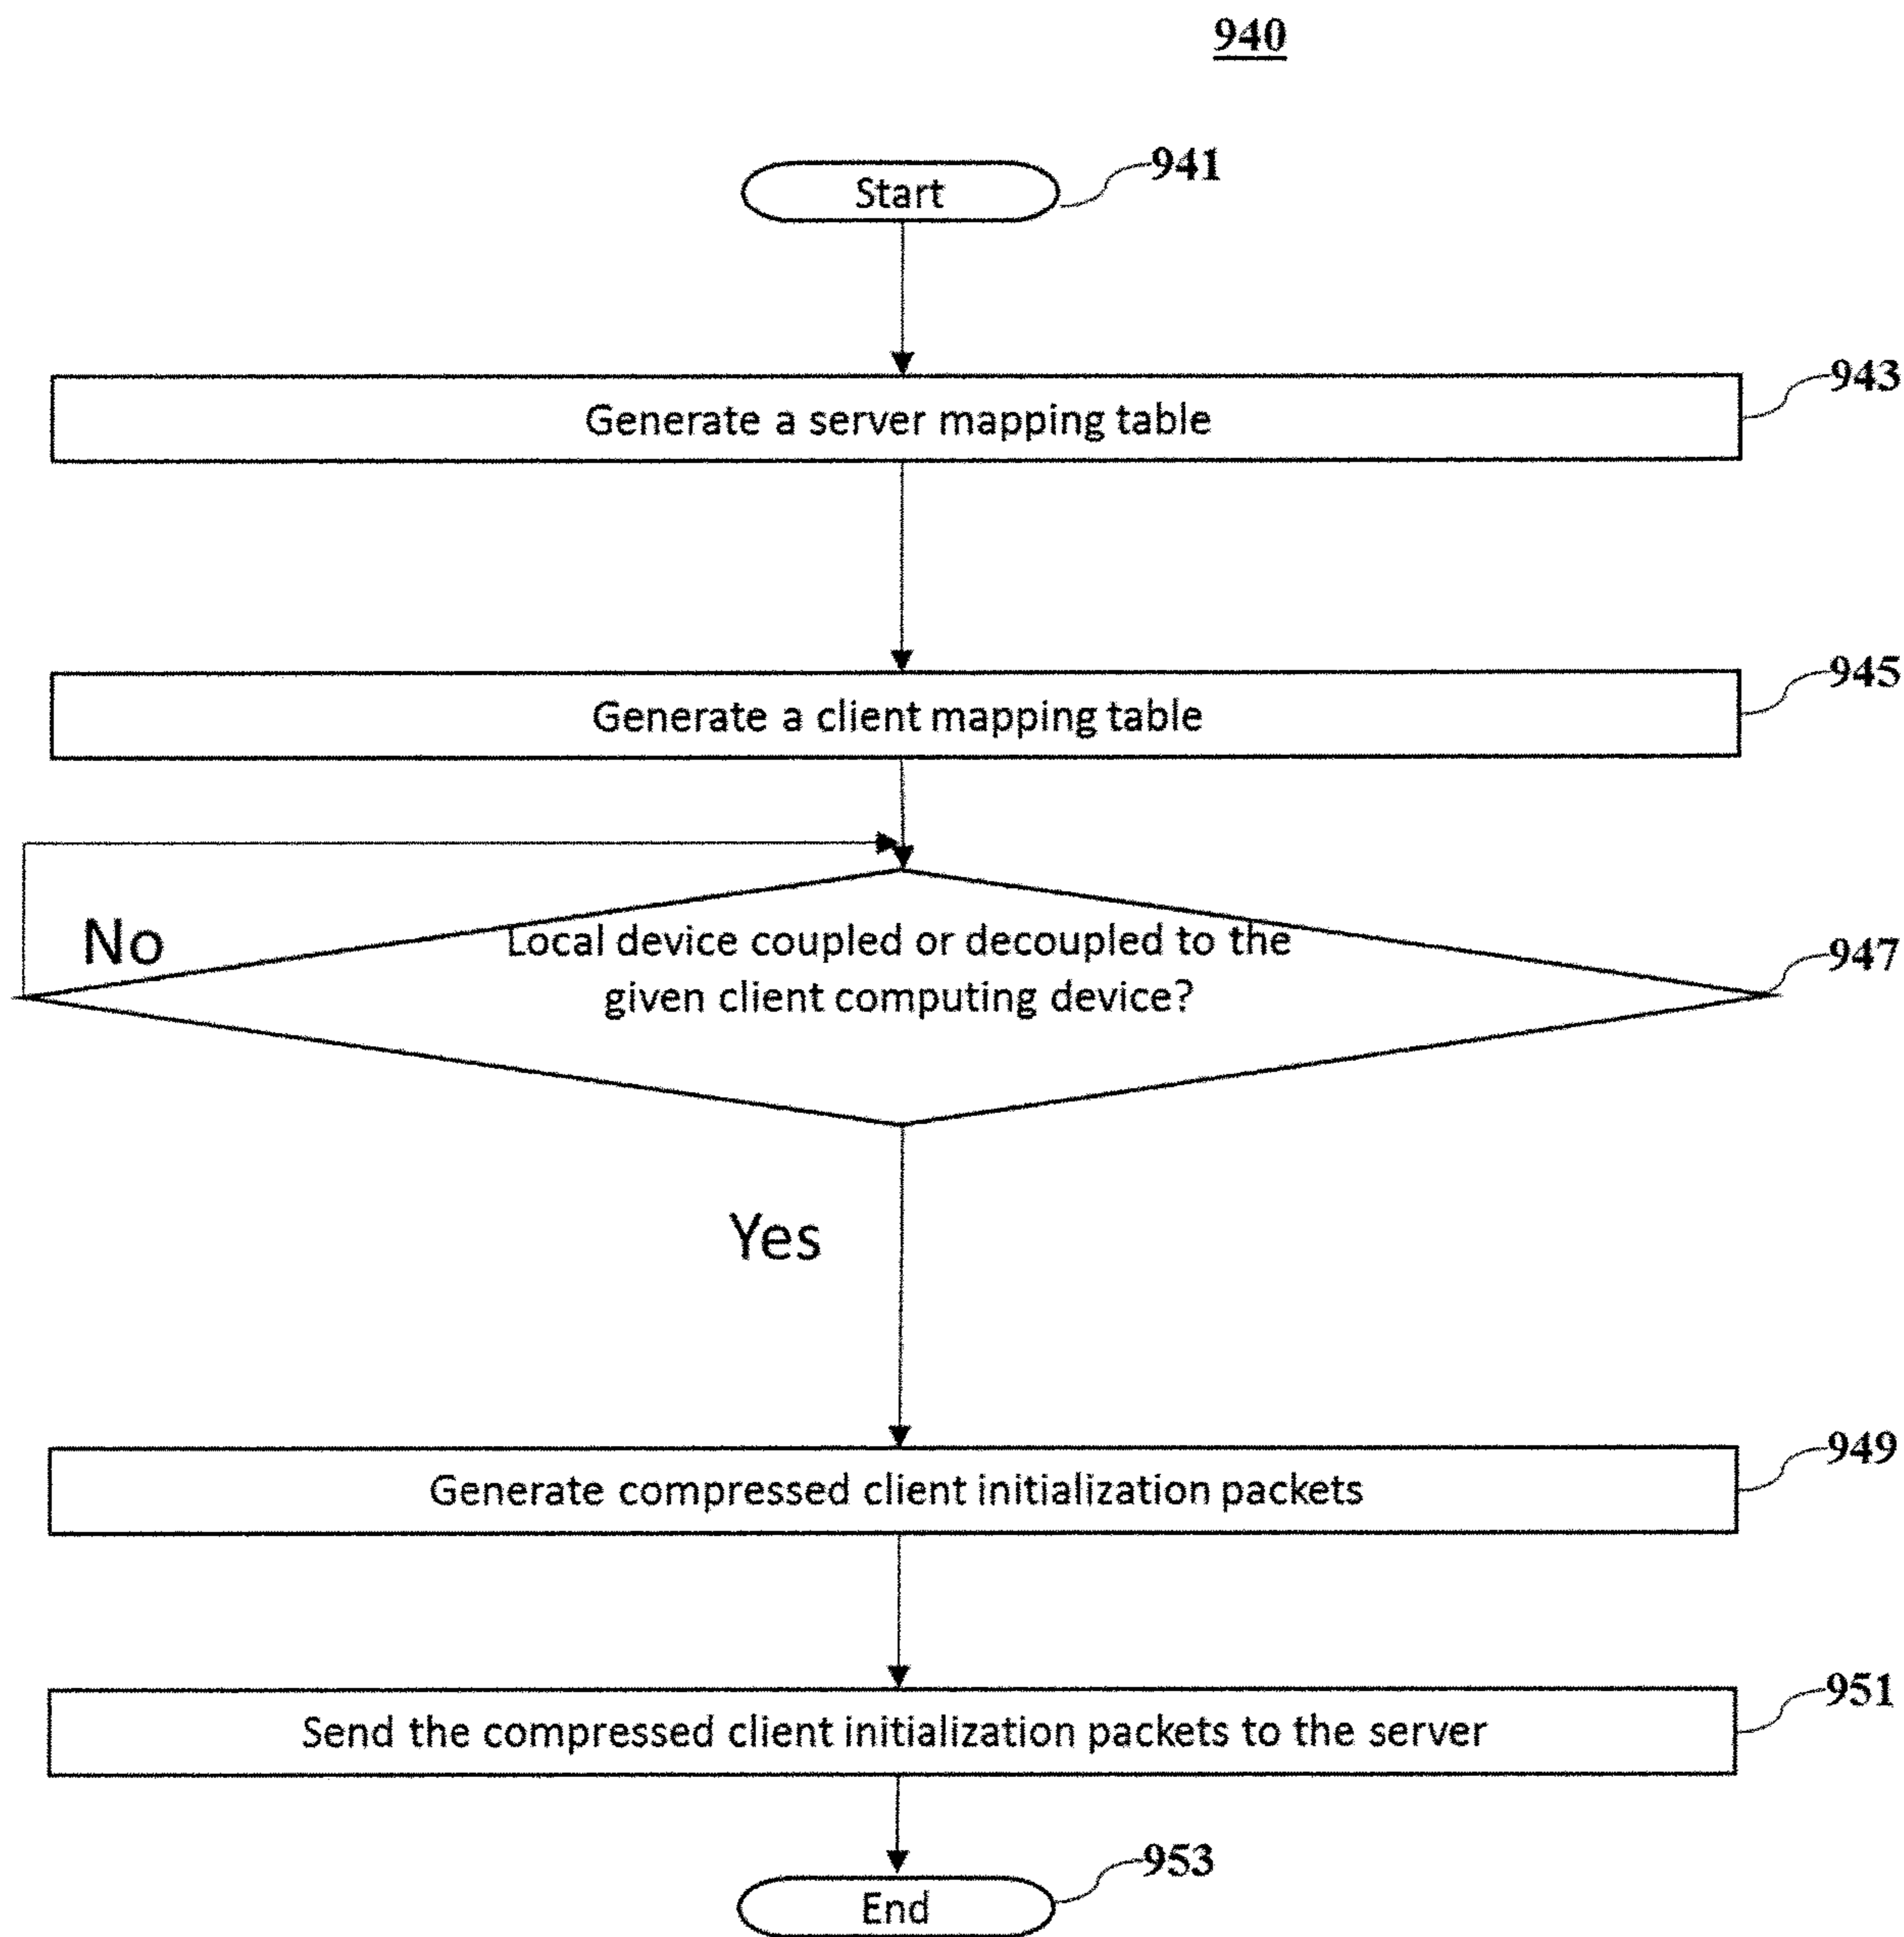 940
Start
941
Generate a server mapping table
943
Generate a client mapping table
945
No
Local device coupled or decoupled to the
given client computing device?
947
Yes
Generate compressed client initialization packets
949
Send the compressed client initialization packets to the server
951
End
953